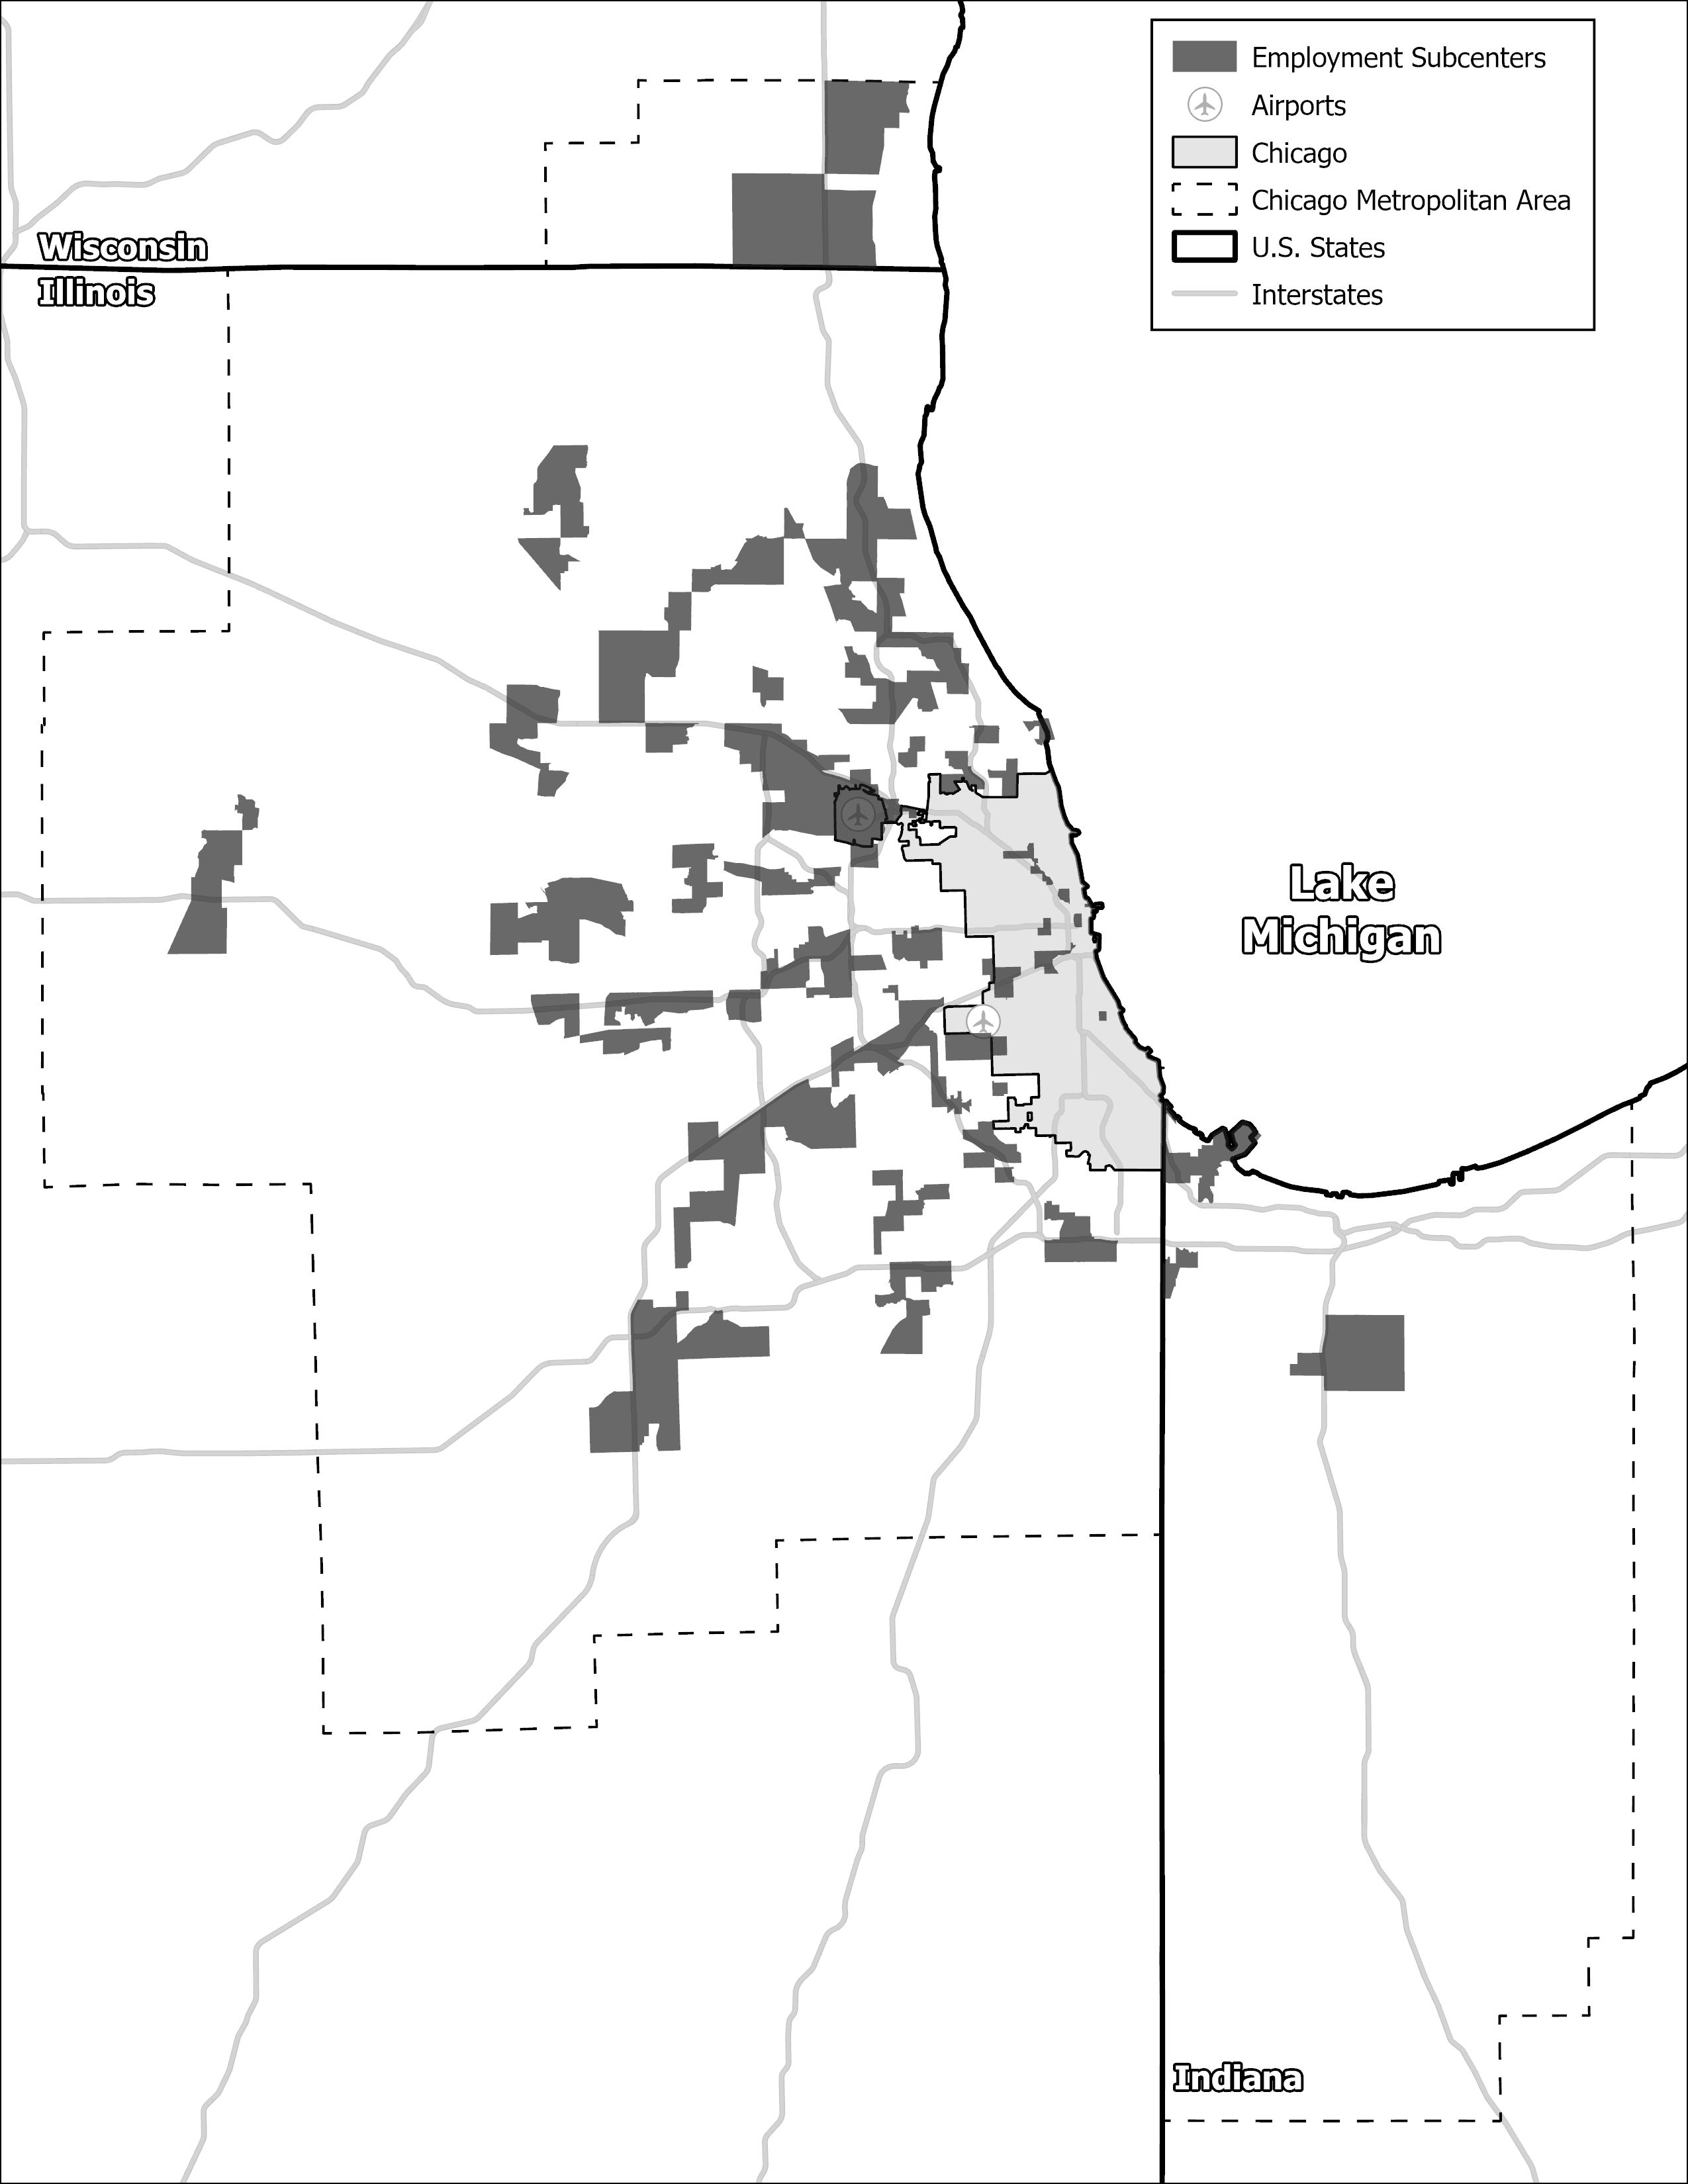 Employment Subcenters
Airports
Chicago
Chicago Metropolitan Area
U.S. States
Interstates
Wisconsin
Illinois
Lake
Michigan
Indiana